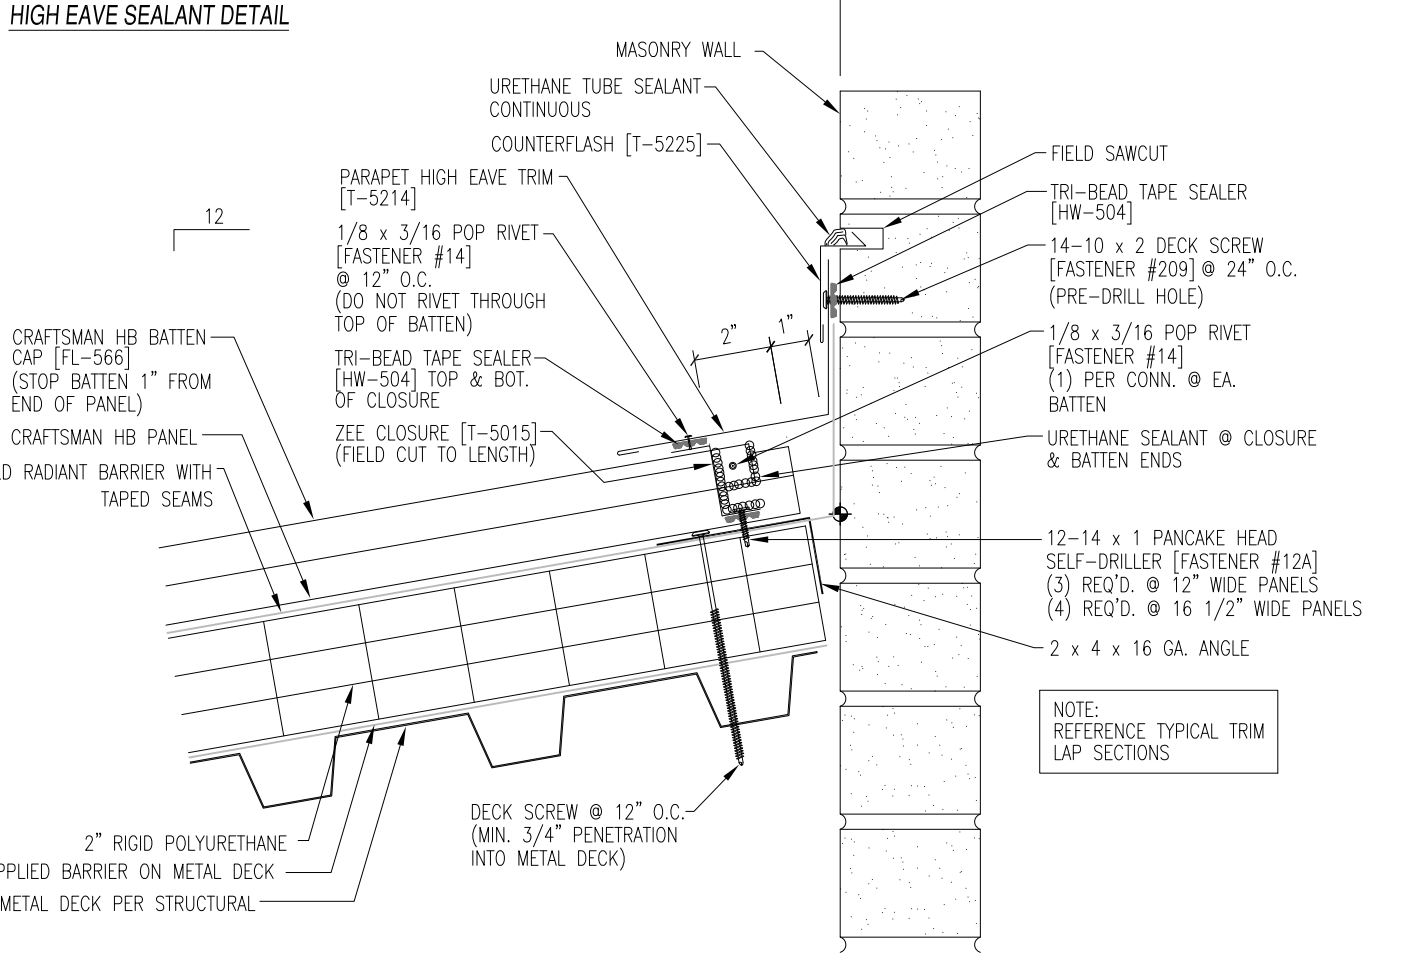 HIGH EAVE SEALANT DETAIL
MASONRY WALL
URETHANE TUBE SEALANT
CONTINUOUS
COUNTERFLASH [T-5225]
PARAPET HIGH EAVE TRIM
[T-5214]
12
1/8 x 3/16 POP RIVET
[FASTENER #14]
@ 12" O.C.
(DO NOT RIVET THROUGH
TOP OF BATTEN)
CRAFTSMAN HB BATTEN
CAP [FL-566]
(STOP BATTEN 1" FROM
END OF PANEL)
TRI-BEAD TAPE SEALER
[HW-504] TOP & BOT.
OF CLOSURE
CRAFTSMAN HB PANEL
ZEE CLOSURE [T-5015]
(FIELD CUT TO LENGTH)
RADIANT BARRIER WITH
TAPED SEAMS
2"
1"
FIELD SAWCUT
TRI-BEAD TAPE SEALER
[HW-504]
14-10 x 2 DECK SCREW
[FASTENER #209] @ 24" O.C.
(PRE-DRILL HOLE)
1/8 x 3/16 POP RIVET
[FASTENER #14]
(1) PER CONN. @ EA.
BATTEN
URETHANE SEALANT @ CLOSURE
& BATTEN ENDS
12-14 x 1 PANCAKE HEAD
SELF-DRILLER [FASTENER #12A]
(3) REQ'D. @ 12" WIDE PANELS
(4) REQ'D. @ 16 1/2" WIDE PANELS
2 x 4 x 16 GA. ANGLE
NOTE:
REFERENCE TYPICAL TRIM
LAP SECTIONS
DECK SCREW @ 12" O.C.
(MIN. 3/4" PENETRATION
INTO METAL DECK)
2" RIGID POLYURETHANE
BARRIER ON METAL DECK
METAL DECK PER STRUCTURAL